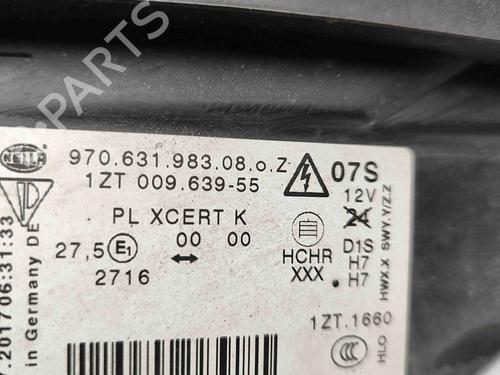 HELLA
970.631.983.08.o.Z
1ZT 009.639-55
07S
12V
24
PL XCERT K
27,5 E1 00 00
2716
HCHR
XXX.
D1S
H7
H7
HWX.X SWY.Y/Z.Z
1ZT.1660
CCC
HLO
.2017 06:31:33
in Germany DE
B-PARTS